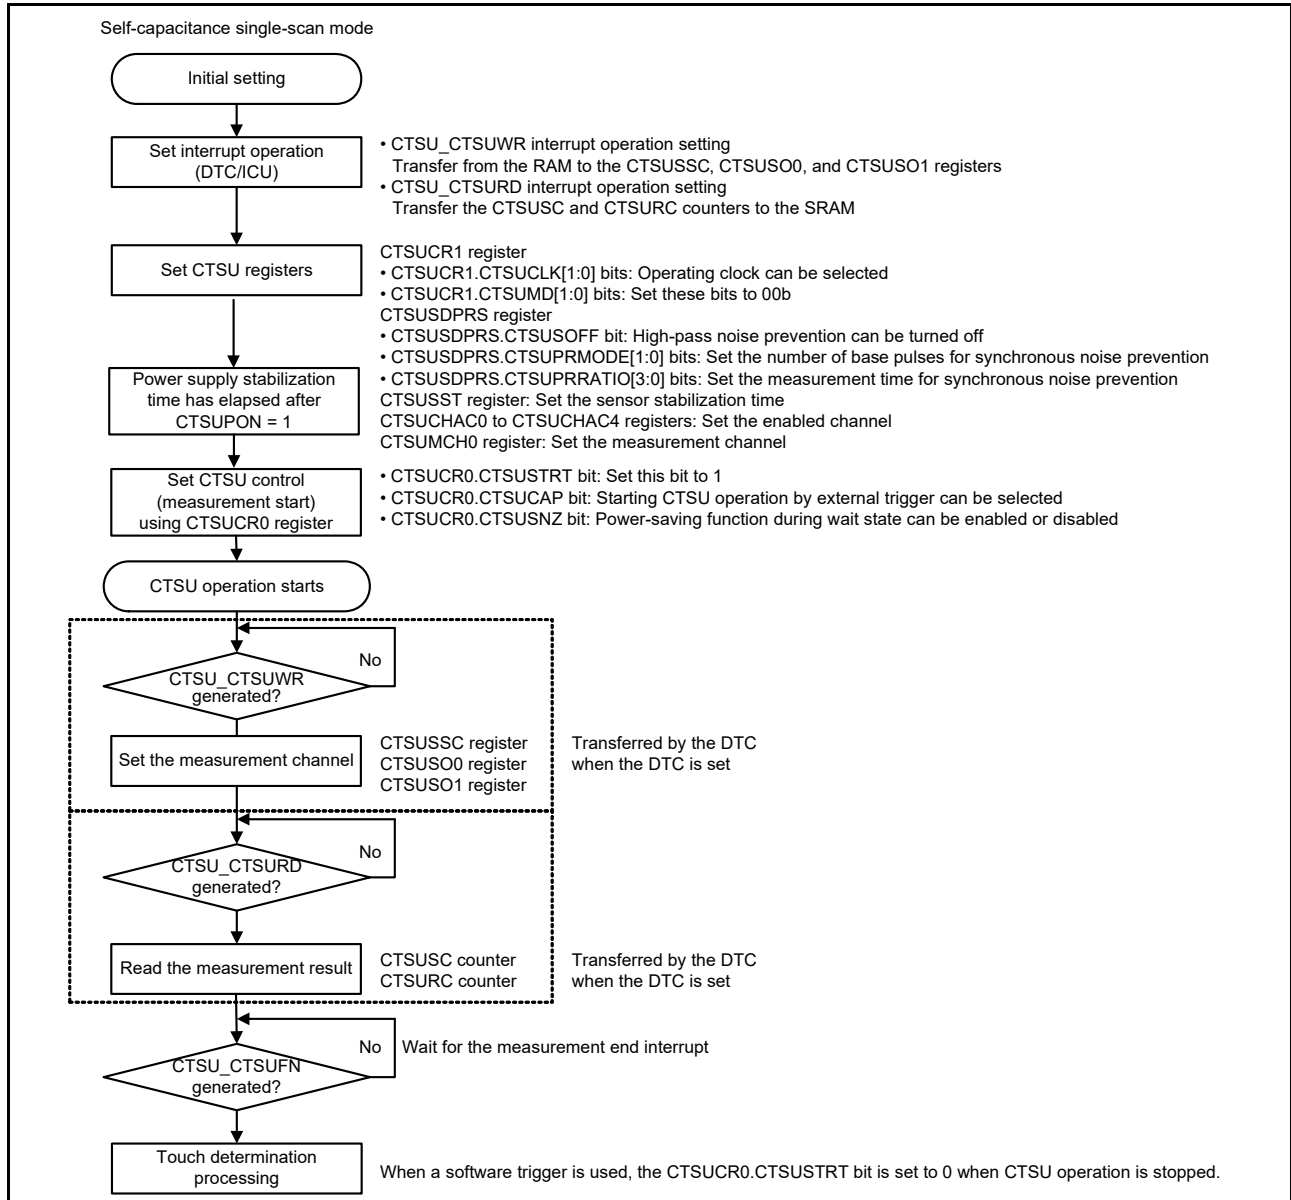 Self-capacitance single-scan mode
Initial setting
Set interrupt operation
(DTC/ICU)
• CTSU_CTSUWR interrupt operation setting
Transfer from the RAM to the CTSUSSC, CTSUSO0, and CTSUSO1 registers
• CTSU_CTSURD interrupt operation setting
Transfer the CTSUSC and CTSURC counters to the SRAM
Set CTSU registers
CTSUCR1 register
• CTSUCR1.CTSUCLK[1:0] bits: Operating clock can be selected
• CTSUCR1.CTSUMD[1:0] bits: Set these bits to 00b
CTSUSDPRS register
• CTSUSDPRS.CTSUSOFF bit: High-pass noise prevention can be turned off
• CTSUSDPRS.CTSUPRMODE[1:0] bits: Set the number of base pulses for synchronous noise prevention
• CTSUSDPRS.CTSUPRRATIO[3:0] bits: Set the measurement time for synchronous noise prevention
CTSUSST register: Set the sensor stabilization time
CTSUCHAC0 to CTSUCHAC4 registers: Set the enabled channel
CTSUMCH0 register: Set the measurement channel
Power supply stabilization
time has elapsed after
CTSUPON = 1
Set CTSU control
(measurement start)
using CTSUCR0 register
• CTSUCR0.CTSUSTRT bit: Set this bit to 1
• CTSUCR0.CTSUCAP bit: Starting CTSU operation by external trigger can be selected
• CTSUCR0.CTSUSNZ bit: Power-saving function during wait state can be enabled or disabled
CTSU operation starts
No
CTSU_CTSUWR
generated?
Set the measurement channel
CTSUSSC register
CTSUSO0 register
CTSUSO1 register
Transferred by the DTC
when the DTC is set
No
CTSU_CTSURD
generated?
Read the measurement result
CTSUSC counter
CTSURC counter
Transferred by the DTC
when the DTC is set
No
Wait for the measurement end interrupt
CTSU_CTSUFN
generated?
Touch determination
processing
When a software trigger is used, the CTSUCR0.CTSUSTRT bit is set to 0 when CTSU operation is stopped.